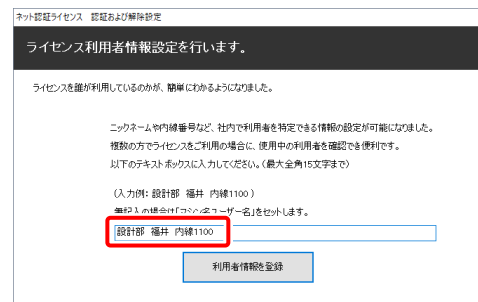 ネット認証ライセンス 認証および解除設定
ライセンス利用者情報設定を行います。
ライセンスを誰が利用しているのかが、簡単にわかるようになりました。
ニックネームや内線番号など、社内で利用者を特定できる情報の設定が可能になりました。
複数の方でライセンスをご利用の場合に、使用中の利用者を確認でき便利です。
以下のテキストボックスに入力してください。(最大全角15文字まで)
(入力例: 設計部 福井 内線1100)
無記入の場合は「マシン名ユーザー名」をセットします。
設計部 福井 内線1100
利用者情報を登録